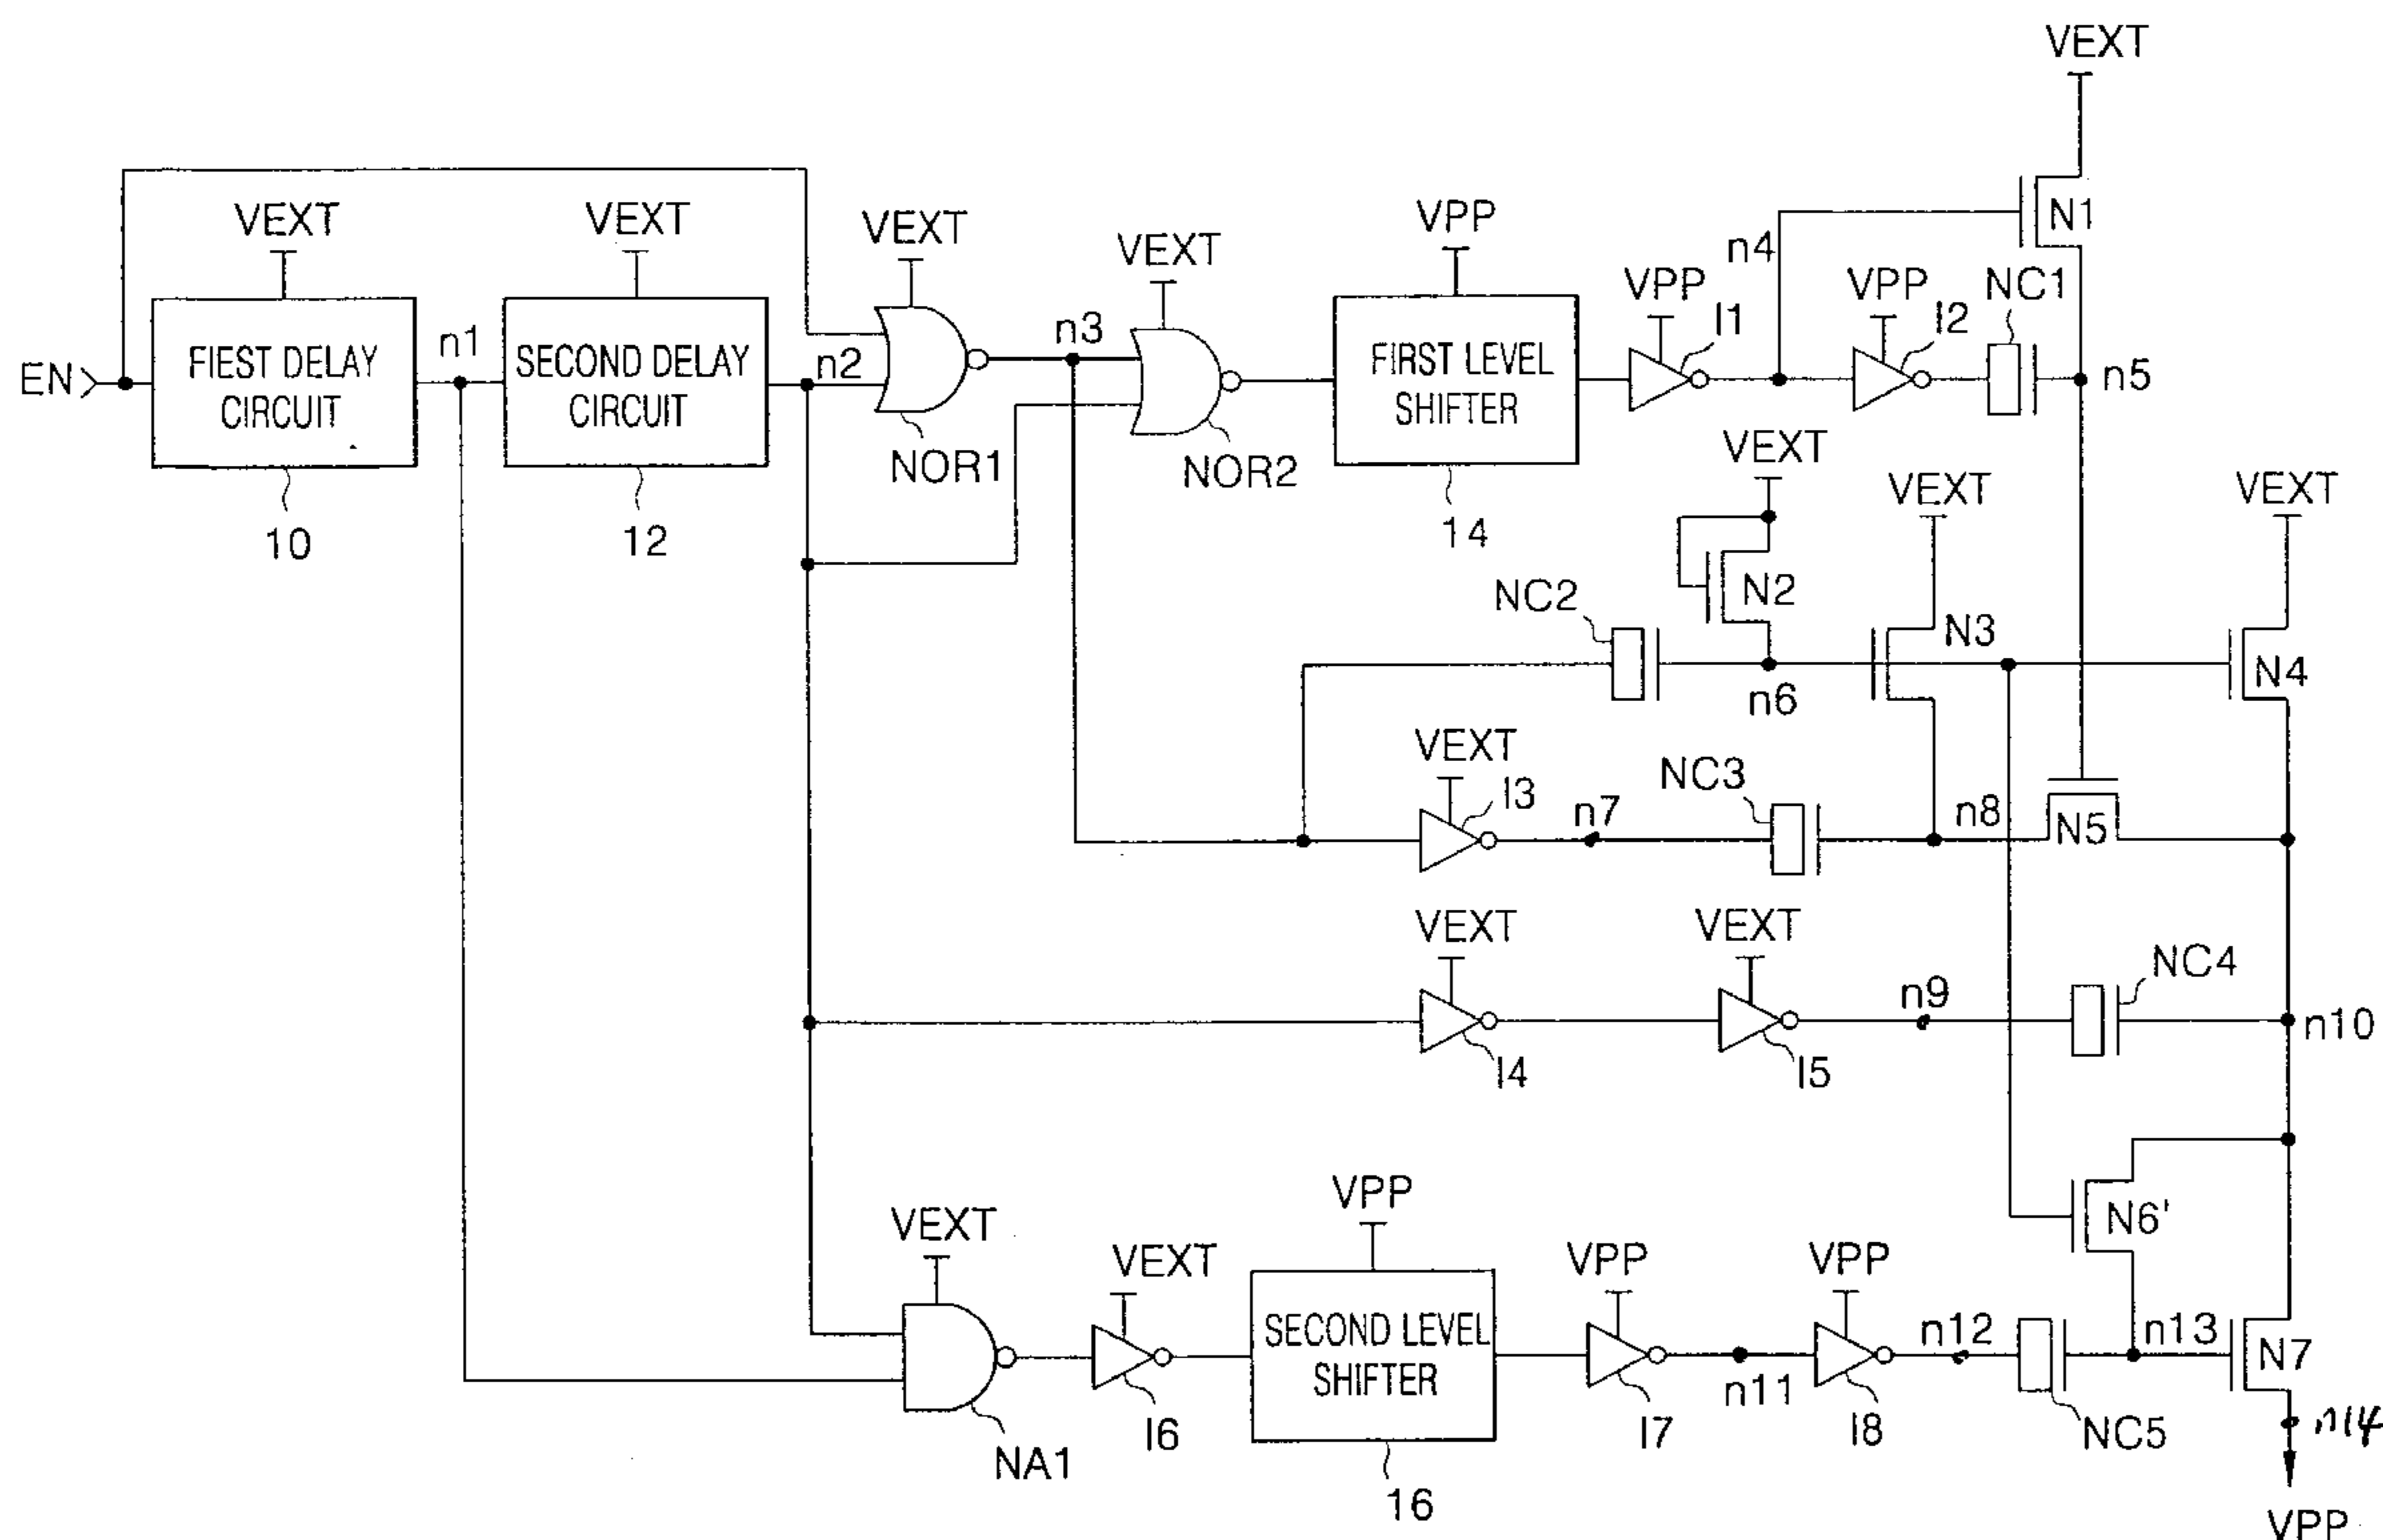 VEXT
VEXT
VEXT
VEXT
VEXT
VPP
N1
n4
VPP
I1
VPP
I2
NC1
EN
FIEST DELAY
CIRCUIT
n1
SECOND DELAY
CIRCUIT
n2
n3
FIRST LEVEL
SHIFTER
n5
NOR1
NOR2
10
12
14
VEXT
VEXT
VEXT
N2
NC2
N3
N4
n6
VEXT
I3
n7
NC3
n8
N5
VEXT
VEXT
n9
NC4
n10
I4
I5
N6'
VEXT
VEXT
VPP
VPP
VPP
SECOND LEVEL
SHIFTER
n12
n13
N7
n11
NA1
I6
I7
I8
NC5
n14
16
VPP